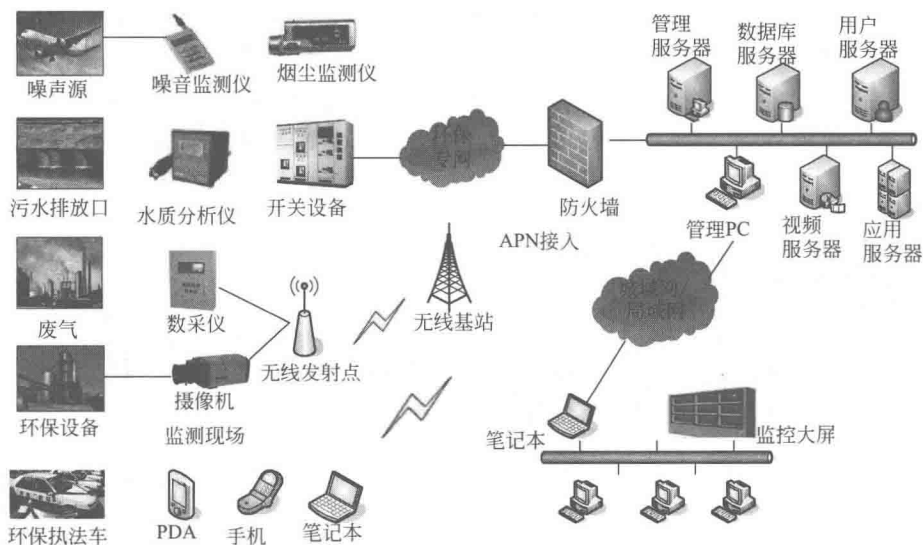 管理
服务器
数据库
服务器
用户
服务器
噪声源
噪音监测仪
烟尘监测仪
专网
污水排放口
水质分析仪
开关设备
防火墙
管理PC
视频
服务器
应用
服务器
APN接入
废气
数采仪
无线发射点
无线基站
局域网
环保设备
摄像机
监测现场
笔记本
监控大屏
环保执法车
PDA
手机
笔记本